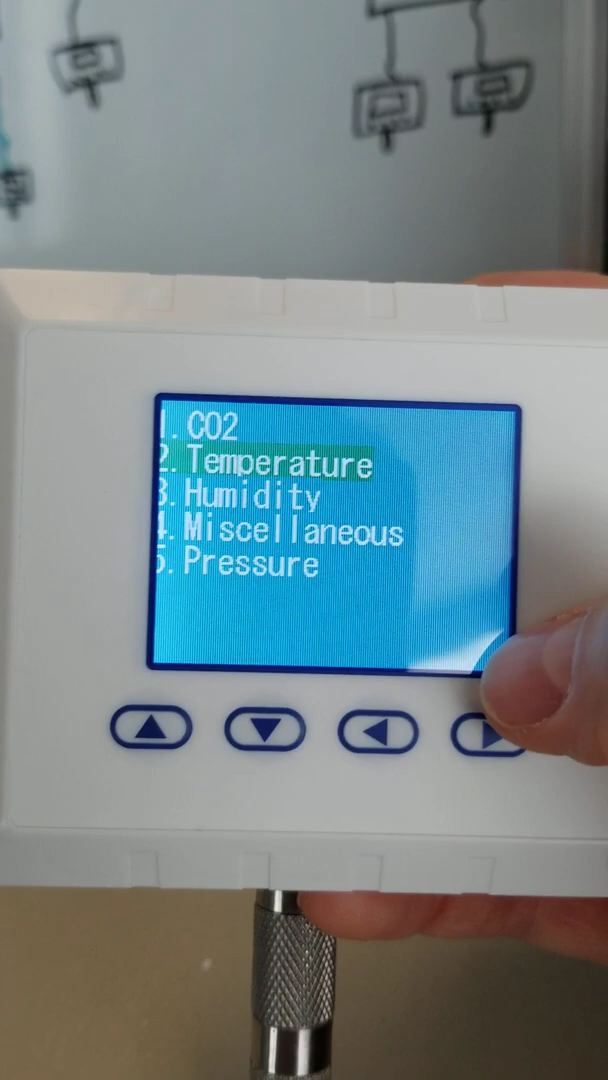 1. CO2
2. Temperature
3. Humidity
4. Miscellaneous
5. Pressure